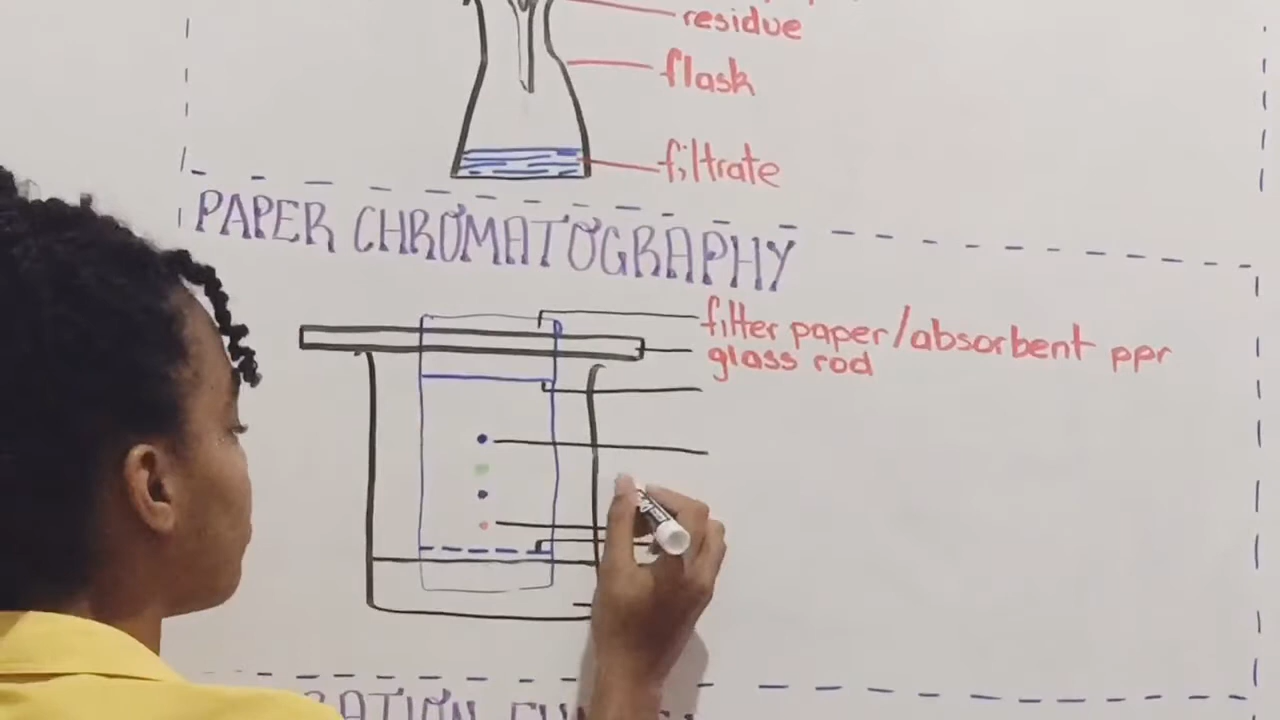 residue
flask
filtrate
PAPER CHROMATOGRAPHY
filter paper/absorbent ppr
glass rod